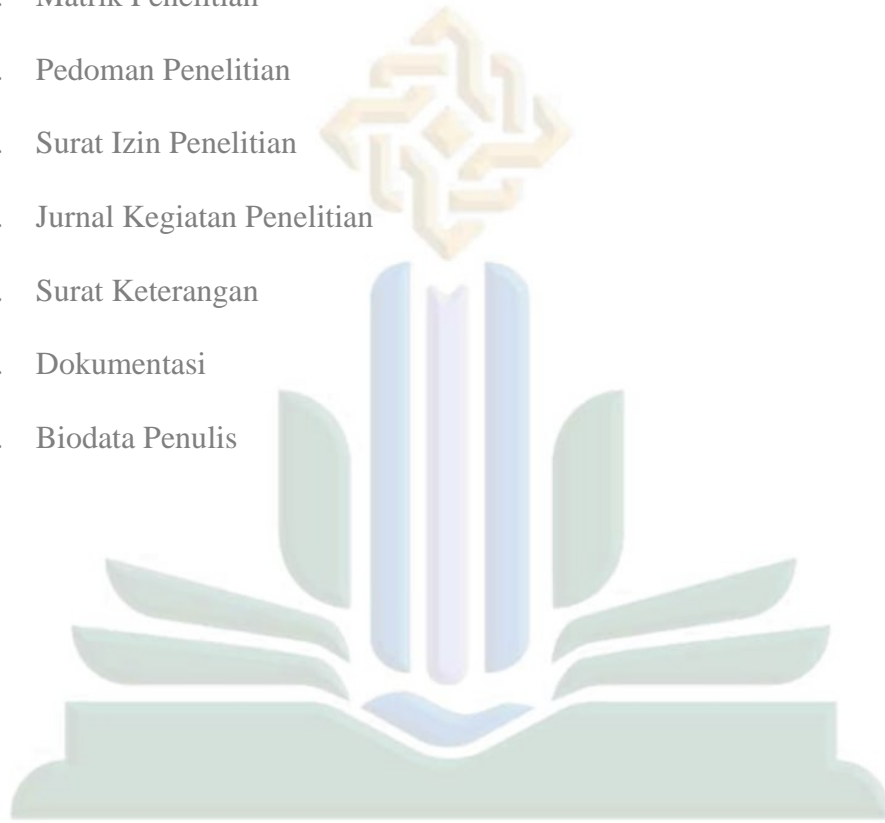 . Matrik Penelitian
. Pedoman Penelitian
. Surat Izin Penelitian
. Jurnal Kegiatan Penelitian
. Surat Keterangan
. Dokumentasi
. Biodata Penulis